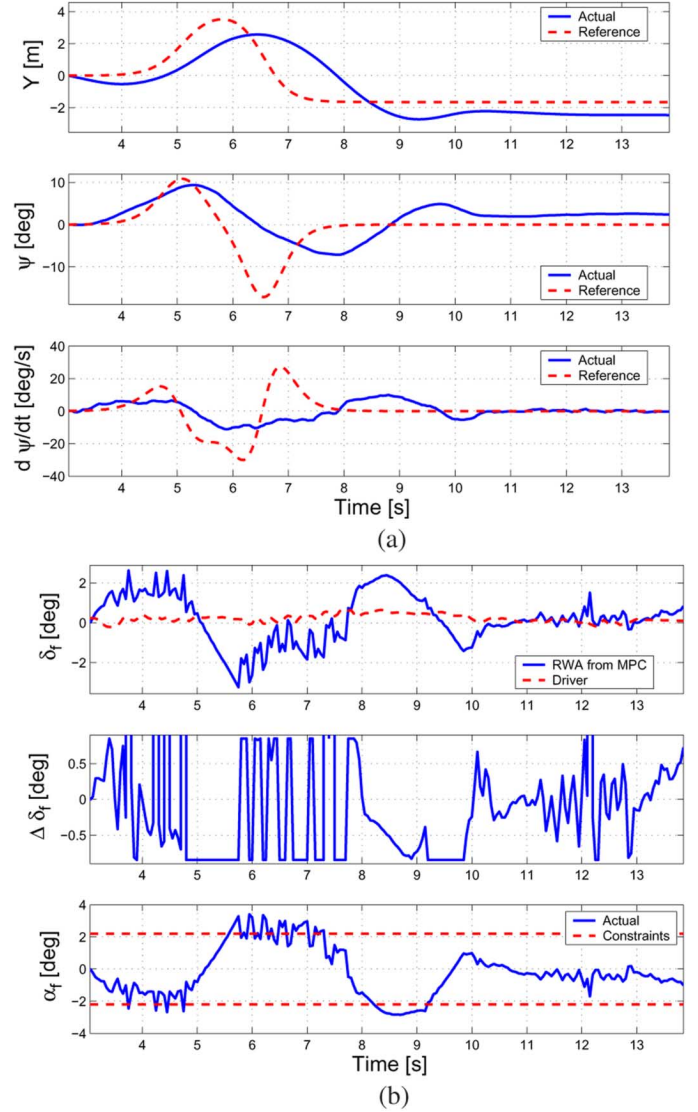 4
2
0
−2
Y [m]
Actual
Reference
4 5 6 7 8 9 10 11 12 13
10
0
−10
ψ [deg]
Actual
Reference
4 5 6 7 8 9 10 11 12 13
40
20
0
−20
−40
d ψ/dt [deg/s]
Actual
Reference
4 5 6 7 8 9 10 11 12 13
Time [s]
(a)
2
0
−2
δf [deg]
RWA from MPC
Driver
4 5 6 7 8 9 10 11 12 13
0.5
0
−0.5
Δ δf [deg]
4 5 6 7 8 9 10 11 12 13
4
2
0
−2
−4
αf [deg]
Actual
Constraints
4 5 6 7 8 9 10 11 12 13
Time [s]
(b)